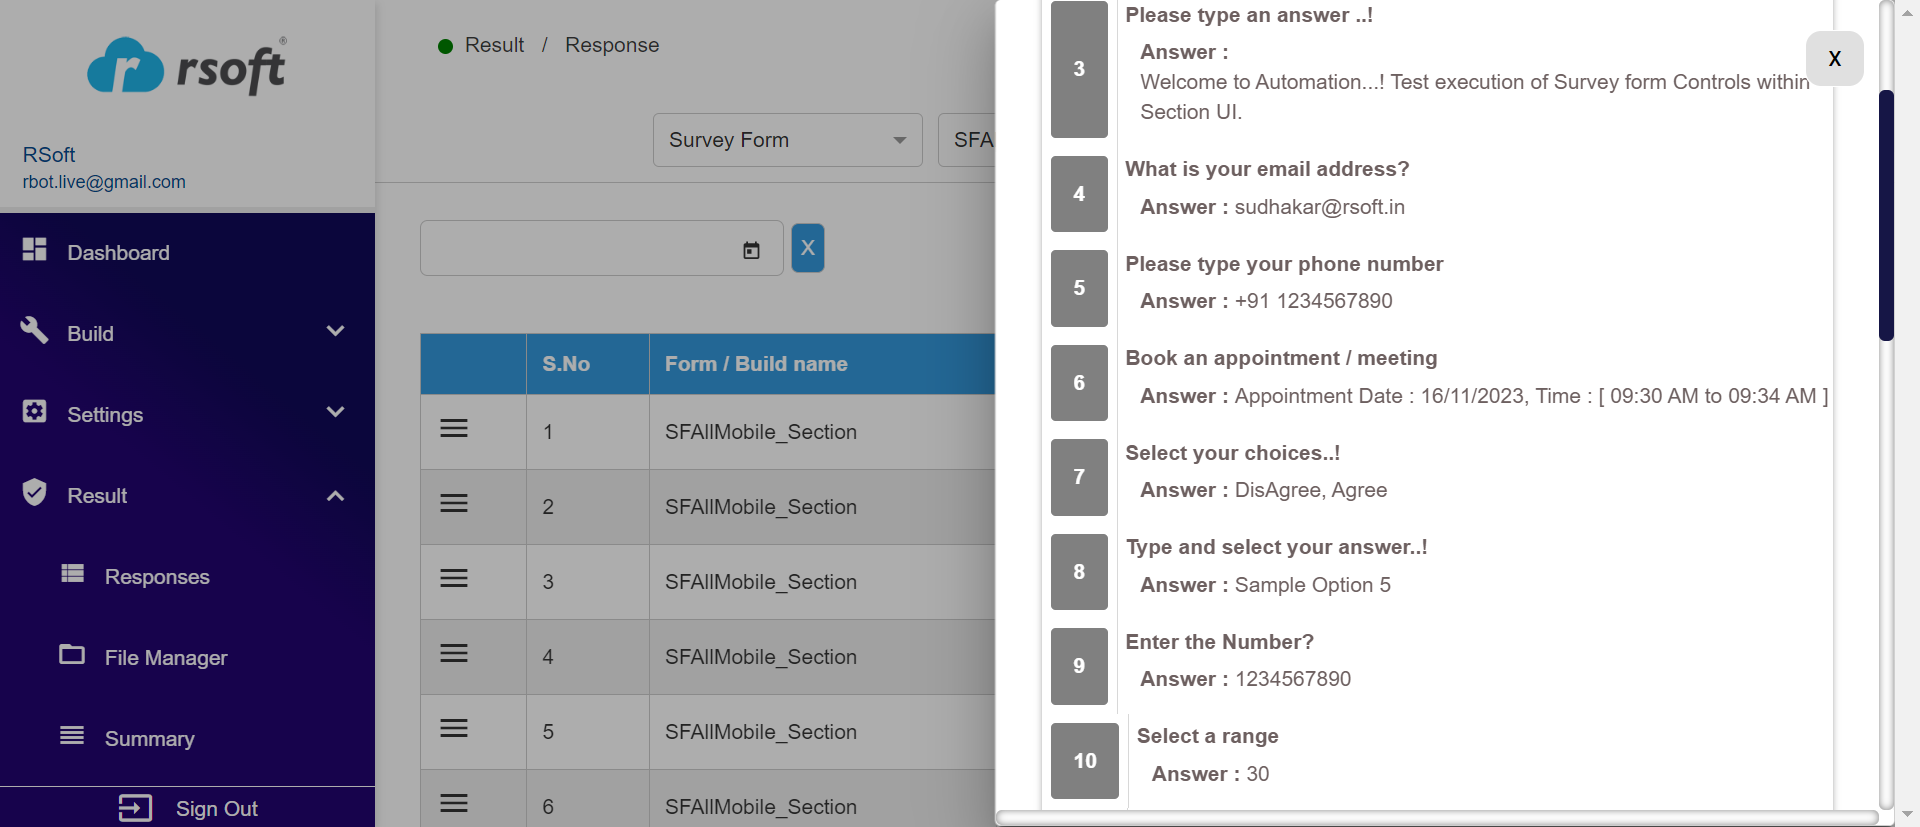 rsoft®
RSoft
rbot.live@gmail.com
Dashboard
Build
Settings
Result
Responses
File Manager
Summary
Sign Out
Result / Response
Survey Form
SFA
X
S.No
Form / Build name
1
SFAllMobile_Section
2
SFAllMobile_Section
3
SFAllMobile_Section
4
SFAllMobile_Section
5
SFAllMobile_Section
6
SFAllMobile_Section
X
3
Please type an answer ..!
Answer :
Welcome to Automation...! Test execution of Survey form Controls within
Section UI.
4
What is your email address?
Answer : sudhakar@rsoft.in
5
Please type your phone number
Answer : +91 1234567890
6
Book an appointment / meeting
Answer : Appointment Date : 16/11/2023, Time : [ 09:30 AM to 09:34 AM ]
7
Select your choices..!
Answer : DisAgree, Agree
8
Type and select your answer..!
Answer : Sample Option 5
9
Enter the Number?
Answer : 1234567890
10
Select a range
Answer : 30